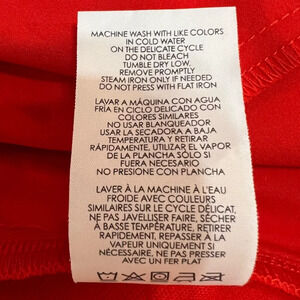 MACHINE WASH WITH LIKE COLORS
IN COLD WATER
ON THE DELICATE CYCLE
DO NOT BLEACH
TUMBLE DRY LOW,
REMOVE PROMPTLY
STEAM IRON ONLY IF NEEDED
DO NOT PRESS WITH FLAT IRON
LAVAR A MÁQUINA CON AGUA
FRÍA EN CICLO DELICADO CON
COLORES SIMILARES
NO USAR BLANQUEADOR
USAR LA SECADORA A BAJA
TEMPERATURA Y RETIRAR
RÁPIDAMENTE, UTILIZAR EL VAPOR
DE LA PLANCHA SÓLO SI
FUERA NECESARIO
NO PRESIONE CON PLANCHA
LAVER À LA MACHINE À L'EAU
FROIDE AVEC COULEURS
SIMILAIRES SUR LE CYCLE DÉLICAT,
NE PAS JAVELLISER FAIRE, SÉCHER
À BASSE TEMPÉRATURE, RETIRER
RAPIDEMENT, REPASSER À LA
VAPEUR UNIQUEMENT SI
NÉCESSAIRE, NE PAS PRESSER
AVEC UN FER PLAT